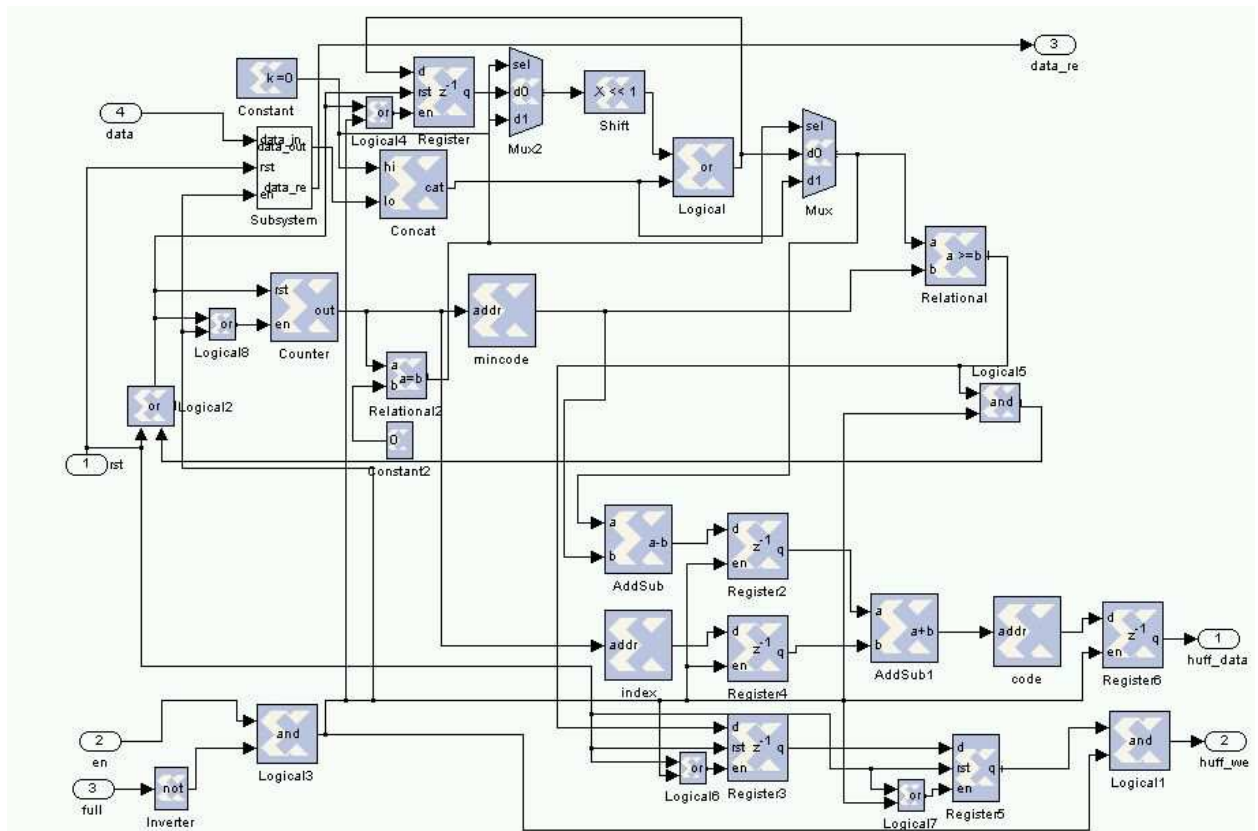 3
data_re
k=0
Constant
d
rst z-1 q
en
or
Logical4
Register
sel
d0
d1
Mux2
X << 1
Shift
4
data
data_in
data_out
rst
data_re
en
Subsystem
hi
cat
lo
Concat
or
Logical
sel
d0
d1
Mux
a
a >=b
b
Relational
rst
out
en
Counter
or
Logical8
addr
mincode
a
a=b
b
Relational2
0
Constant2
Logical5
and
or
Logical2
1
rst
a
a-b
b
AddSub
d
z-1 q
en
Register2
addr
index
d
z-1 q
en
Register4
a
a+b
b
AddSub1
addr
code
d
z-1 q
en
Register6
1
huff_data
2
en
and
Logical3
3
full
not
Inverter
or
Logical6
d
rst z-1 q
en
Register3
or
Logical7
d
rst q
en z-1
Register5
and
Logical1
2
huff_we